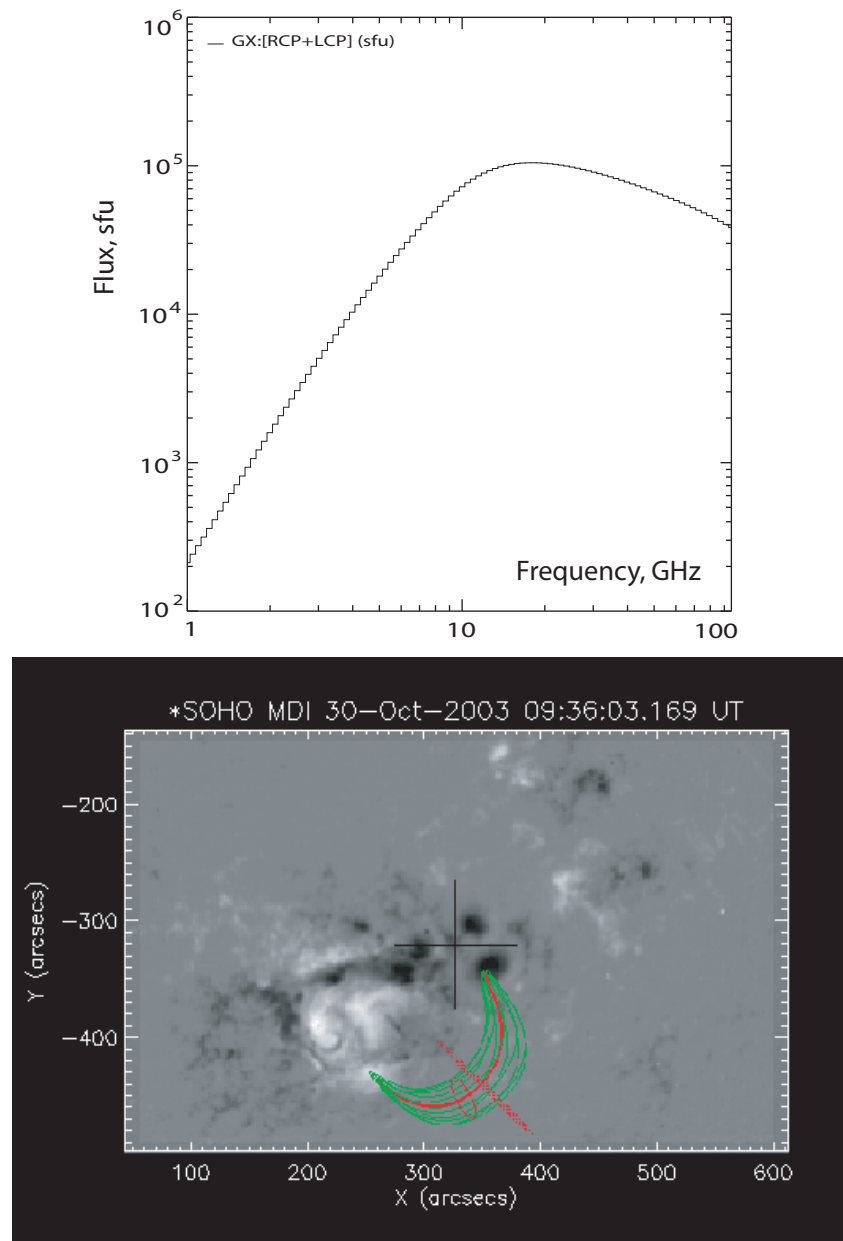 10^6
— GX:[RCP+LCP] (sfu)
10^5
Flux, sfu
10^4
10^3
Frequency, GHz
10^2
1 10 100
*SOHO MDI 30-Oct-2003 09:36:03.169 UT
-200
-300
Y (arcsecs)
-400
100 200 300 400 500 600
X (arcsecs)